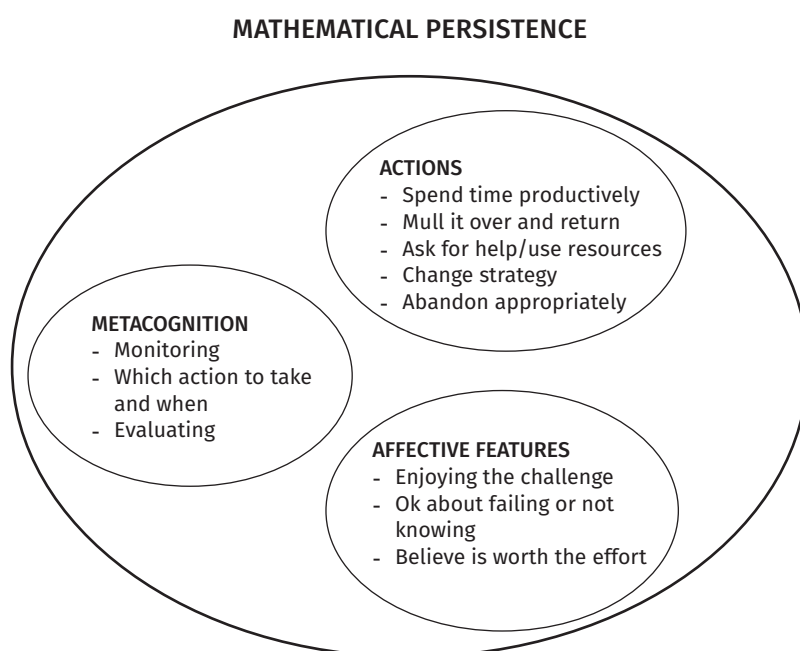 MATHEMATICAL PERSISTENCE
ACTIONS
- Spend time productively
- Mull it over and return
- Ask for help/use resources
- Change strategy
- Abandon appropriately
METACOGNITION
- Monitoring
- Which action to take
and when
- Evaluating
AFFECTIVE FEATURES
- Enjoying the challenge
- Ok about failing or not
knowing
- Believe is worth the effort